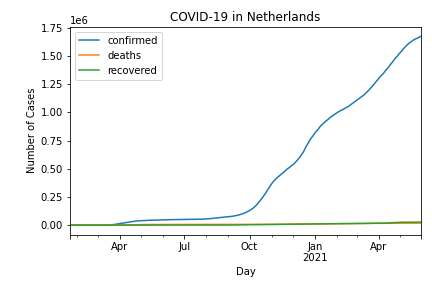 COVID-19 in Netherlands
1e6
1.75
1.50
1.25
1.00
0.75
0.50
0.25
0.00
Number of Cases
confirmed
deaths
recovered
Apr
Jul
Oct
Jan
2021
Apr
Day